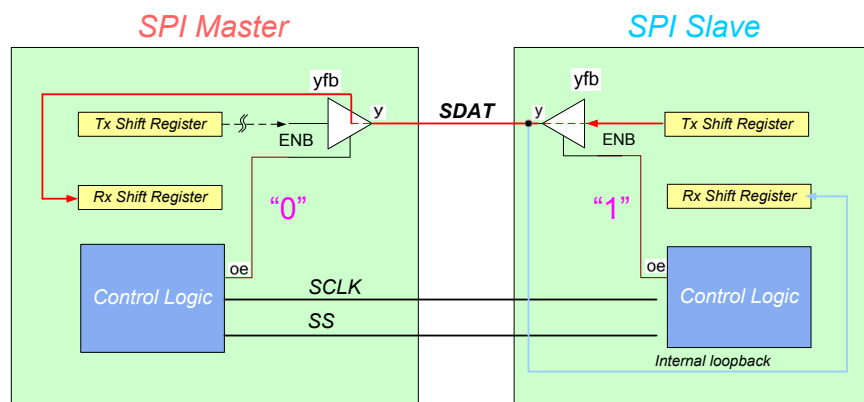 SPI Master
SPI Slave
yfb
yfb
y
SDAT
y
Tx Shift Register
ENB
ENB
Tx Shift Register
Rx Shift Register
Rx Shift Register
“0”
“1”
oe
oe
Control Logic
SCLK
Control Logic
SS
Internal loopback